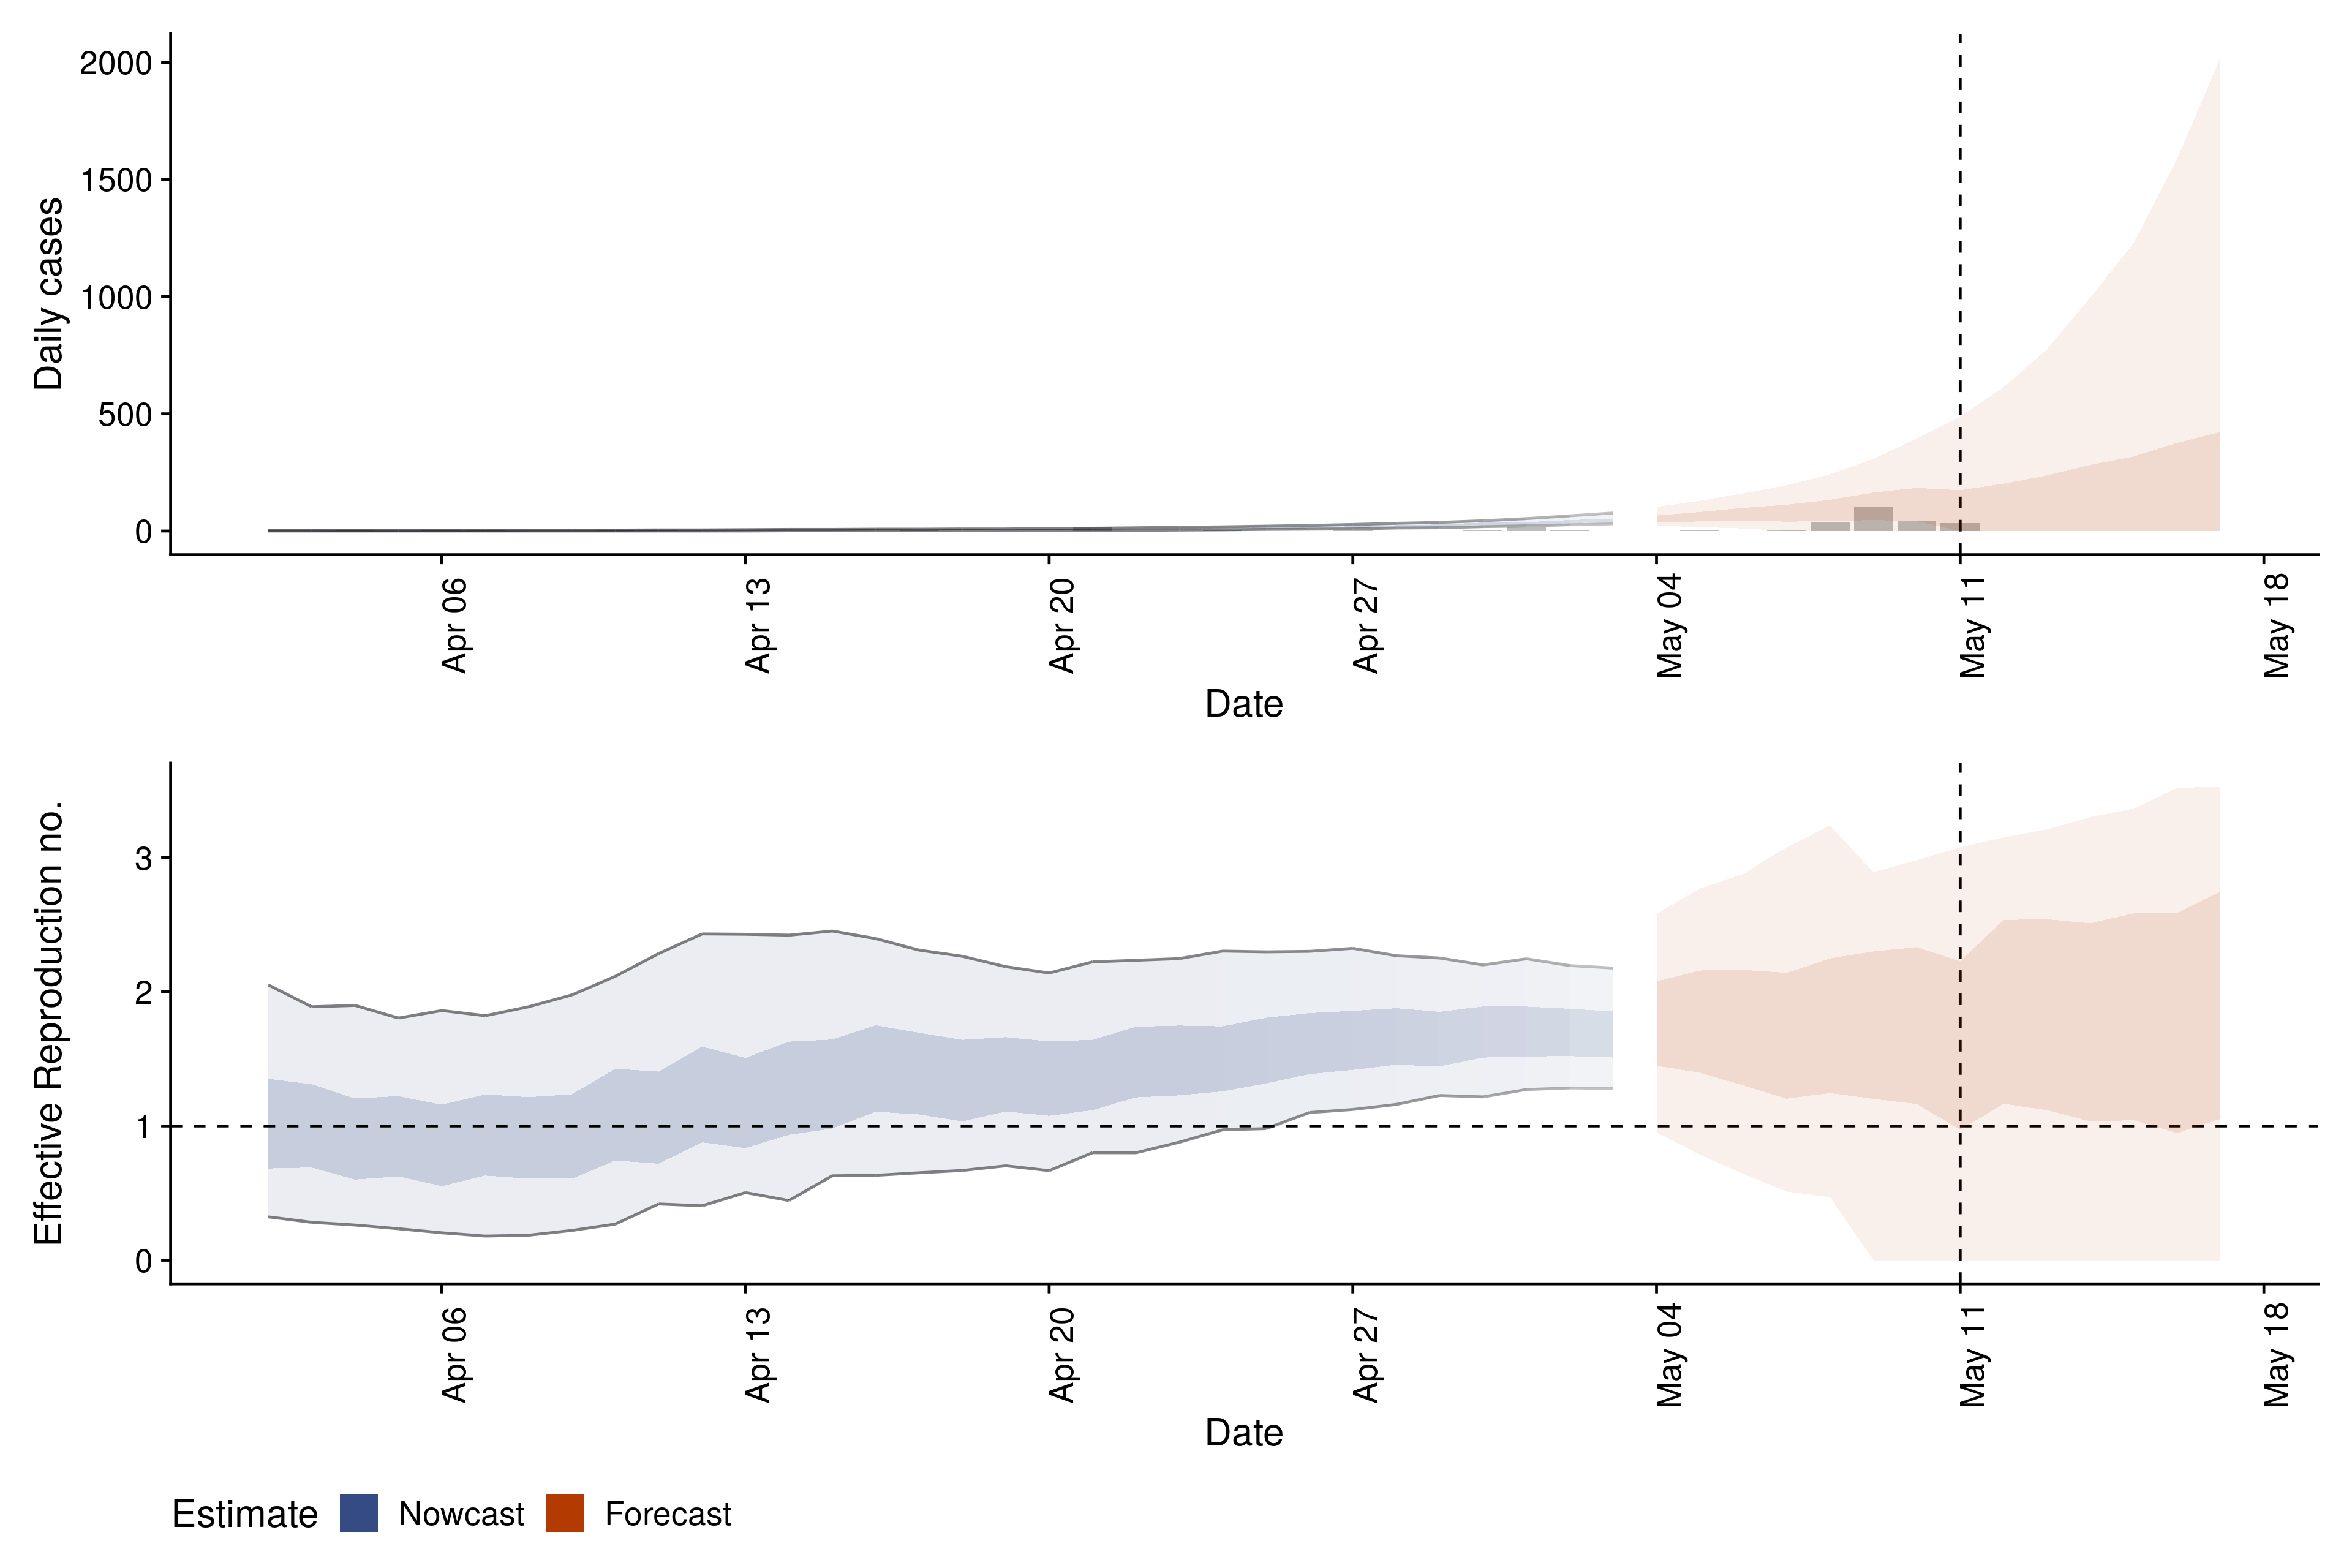 Daily cases
2000
1500
1000
500
0
Apr 06
Apr 13
Apr 20
Apr 27
May 04
May 11
May 18
Date
Effective Reproduction no.
3
2
1
0
Apr 06
Apr 13
Apr 20
Apr 27
May 04
May 11
May 18
Date
Estimate Nowcast Forecast